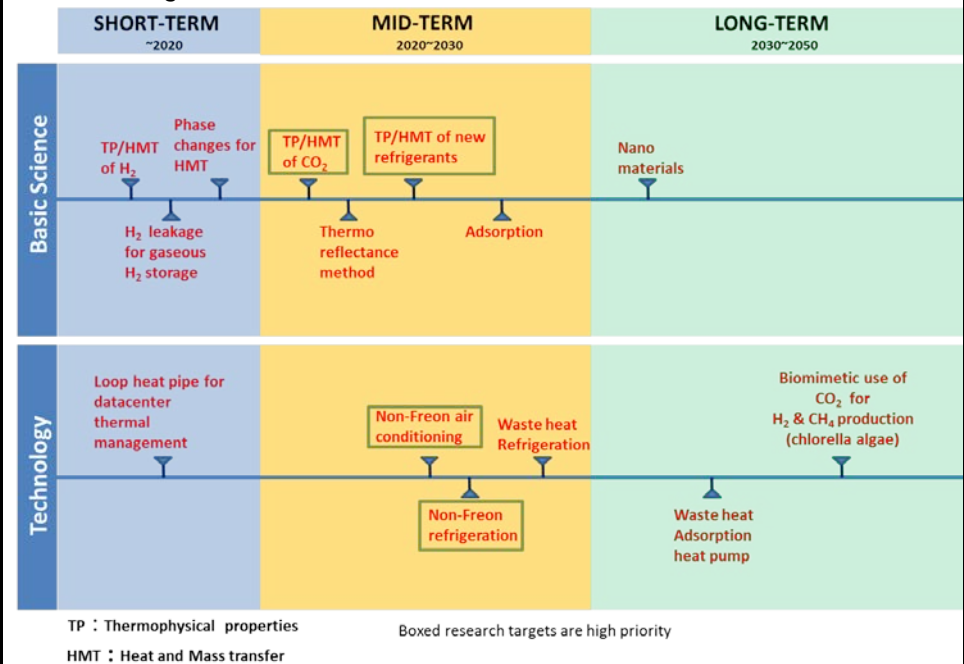 SHORT-TERM
~2020
MID-TERM
2020~2030
LONG-TERM
2030~2050
Basic Science
TP/HMT
of H₂
Phase
changes for
HMT
H₂ leakage
for gaseous
H₂ storage
TP/HMT
of CO₂
TP/HMT of new
refrigerants
Thermo
reflectance
method
Adsorption
Nano
materials
Technology
Loop heat pipe for
datacenter
thermal
management
Non-Freon air
conditioning
Waste heat
Refrigeration
Non-Freon
refrigeration
Biomimetic use of
CO₂ for
H₂ & CH₄ production
(chlorella algae)
Waste heat
Adsorption
heat pump
TP : Thermophysical properties
HMT : Heat and Mass transfer
Boxed research targets are high priority